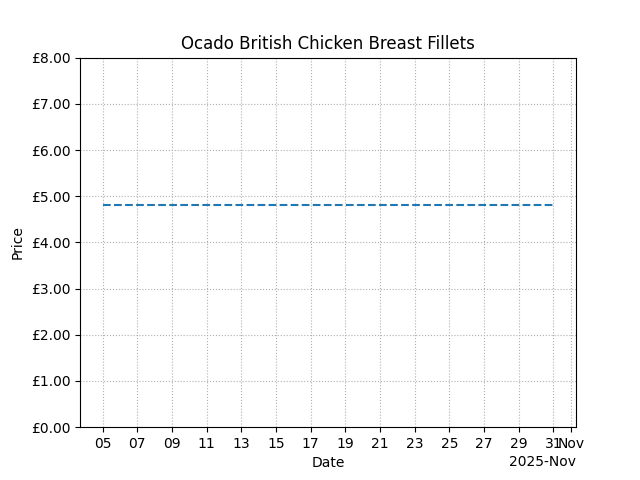 Ocado British Chicken Breast Fillets
£8.00
£7.00
£6.00
£5.00
£4.00
£3.00
£2.00
£1.00
£0.00
Price
05 07 09 11 13 15 17 19 21 23 25 27 29 31 Nov
Date
2025-Nov